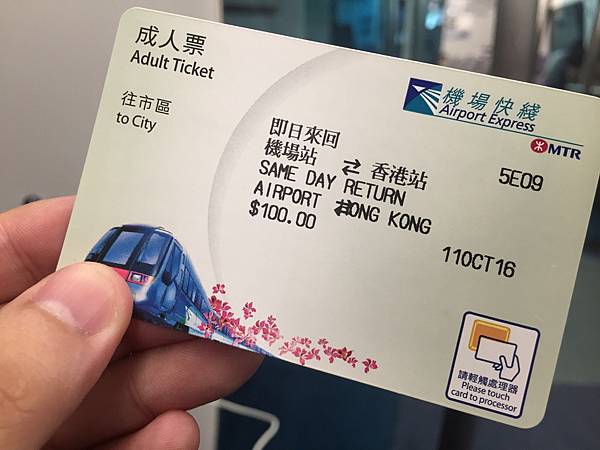 成人票
Adult Ticket
往市區
to City
機場快綫
Airport Express
MTR
即日來回
機場站 ⇄ 香港站
SAME DAY RETURN
AIRPORT ⇄HONG KONG
$100.00
5E09
11OCT16
請輕觸處理器
Please touch
card to processor